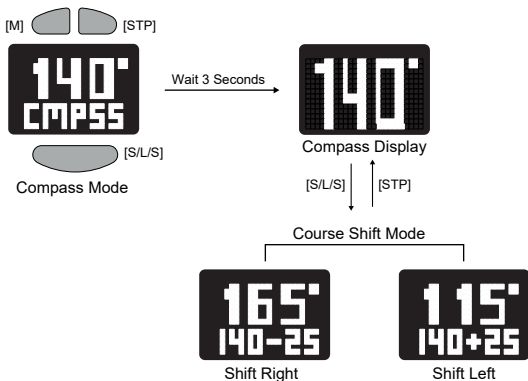 [M]
[STP]
140°
CMPSS
[S/L/S]
Compass Mode
Wait 3 Seconds
140°
Compass Display
[S/L/S]
[STP]
Course Shift Mode
165°
140-25
Shift Right
115°
140+25
Shift Left